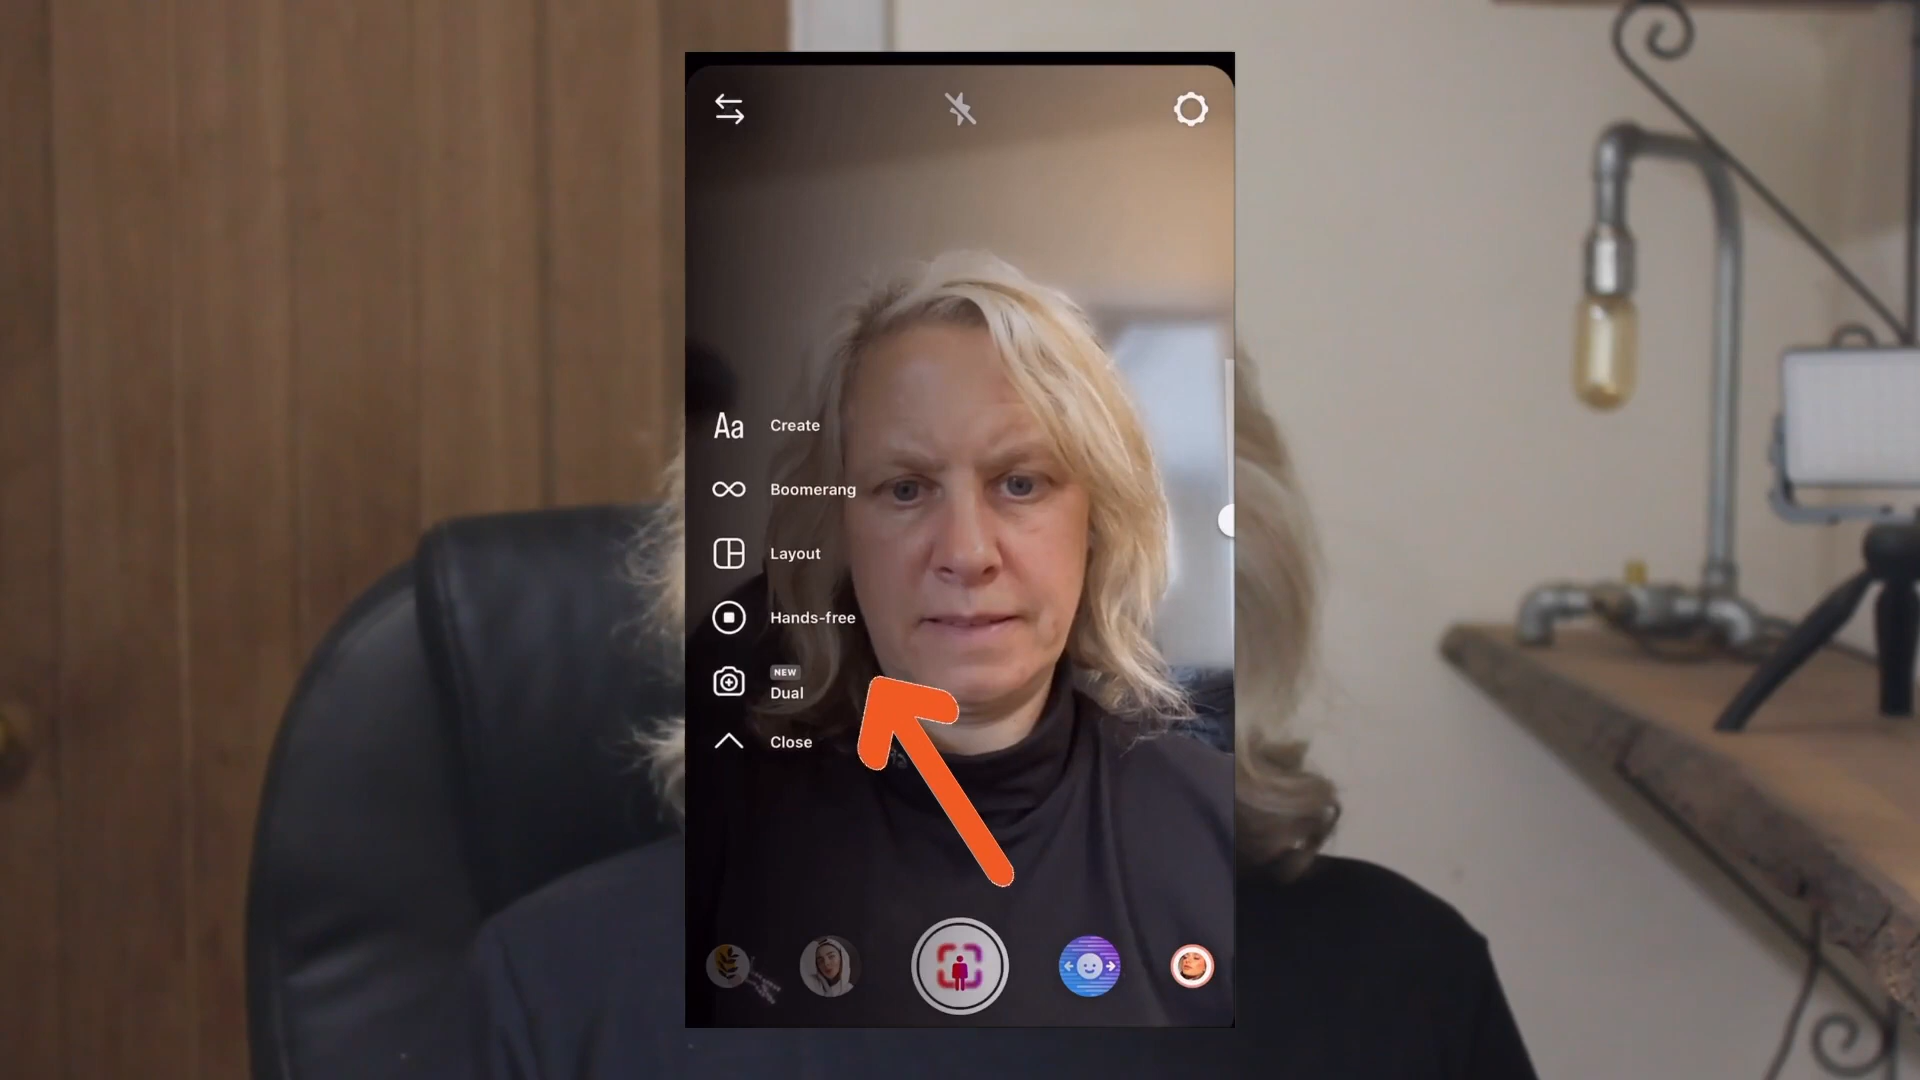 Aa Create
Boomerang
Layout
Hands-free
NEW
Dual
Close